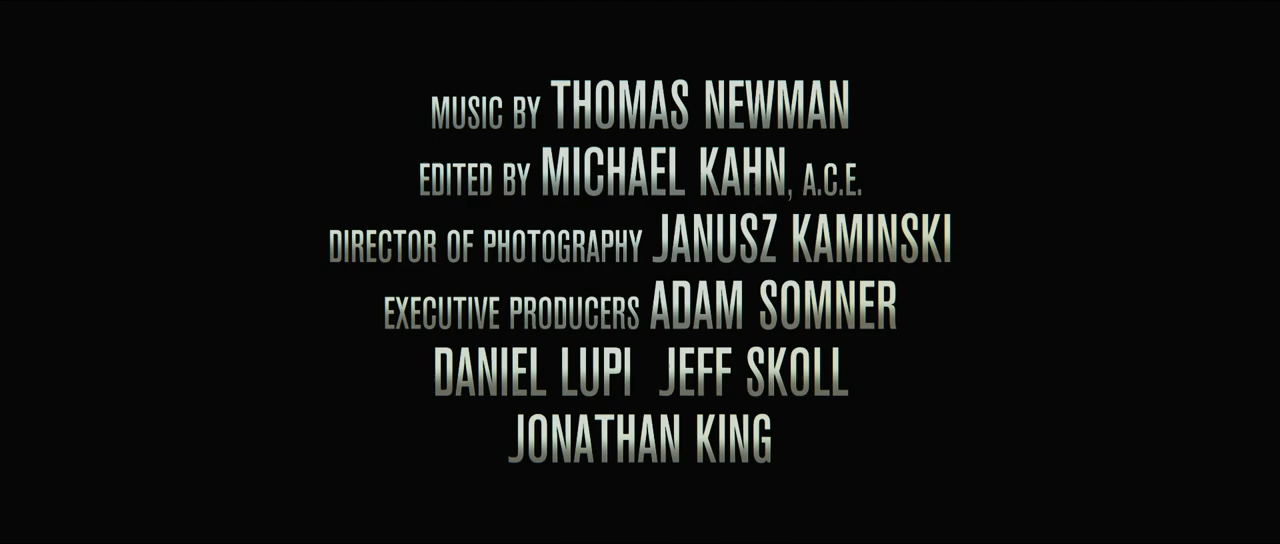 MUSIC BY THOMAS NEWMAN
EDITED BY MICHAEL KAHN, A.C.E.
DIRECTOR OF PHOTOGRAPHY JANUSZ KAMINSKI
EXECUTIVE PRODUCERS ADAM SOMNER
DANIEL LUPI JEFF SKOLL
JONATHAN KING